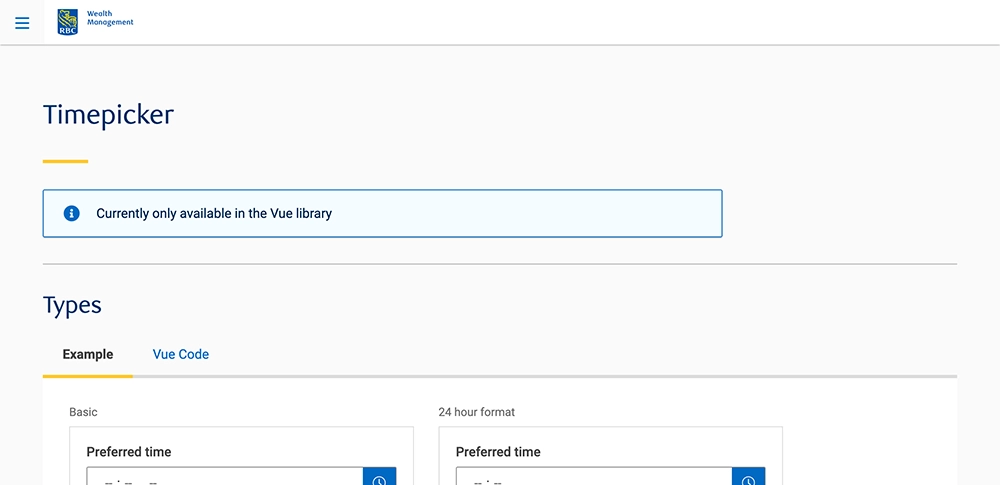 Wealth
Management
RBC
Timepicker
Currently only available in the Vue library
Types
Example Vue Code
Basic 24 hour format
Preferred time Preferred time
-- : -- -- -- : --